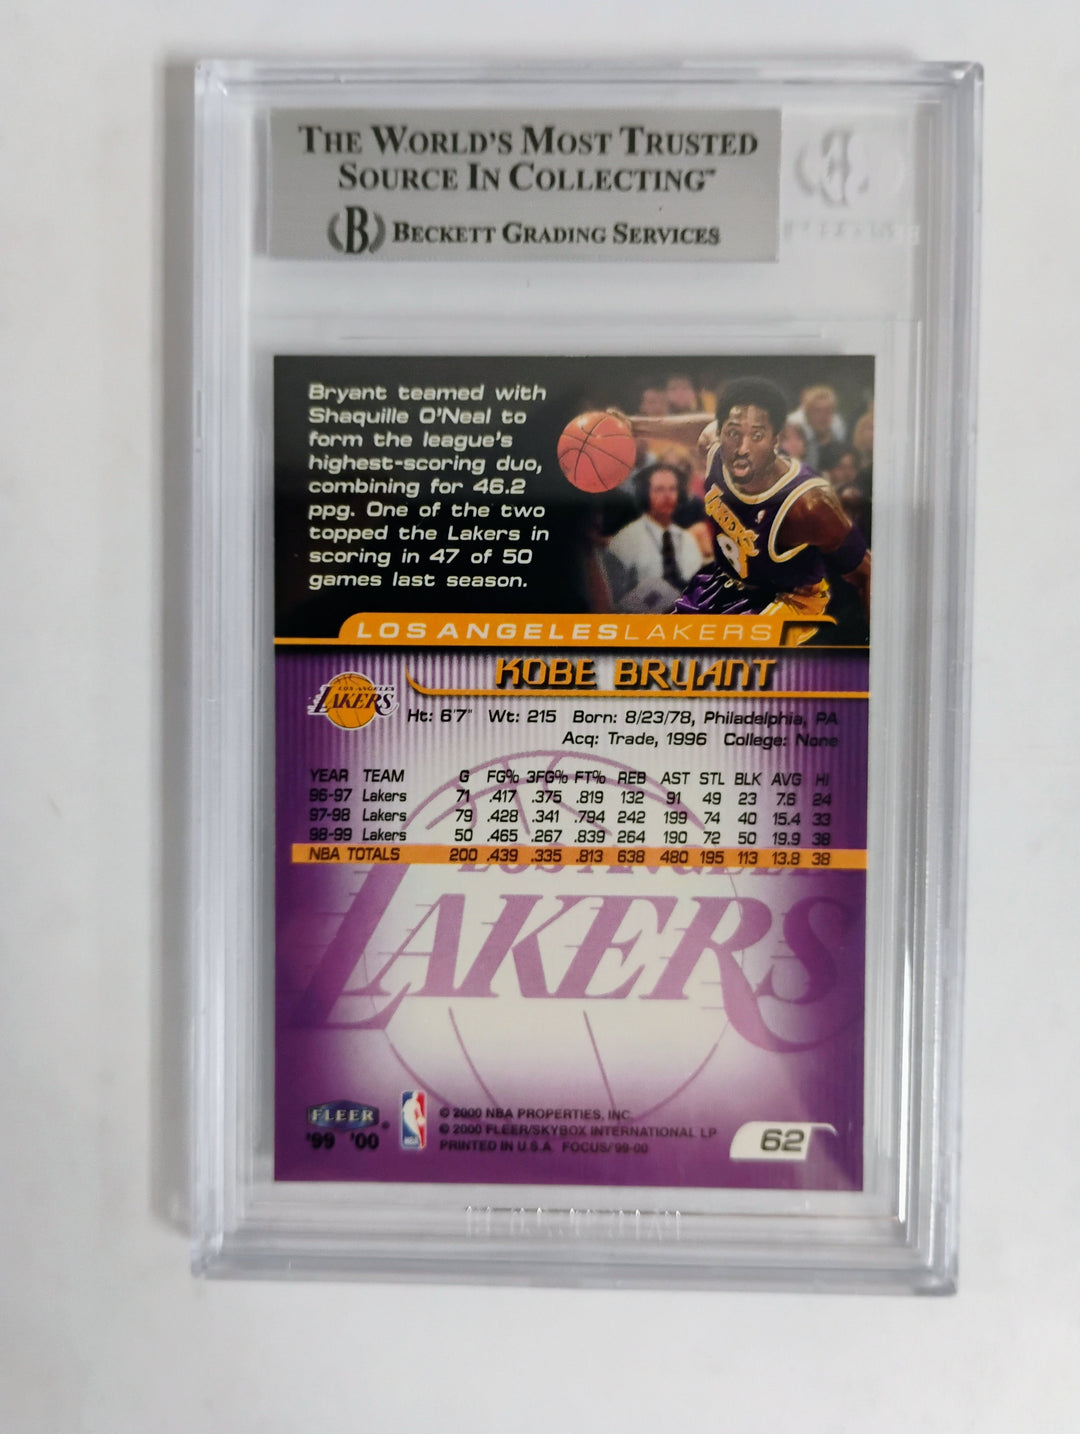 THE WORLD'S MOST TRUSTED
SOURCE IN COLLECTING™
B BECKETT GRADING SERVICES
Bryant teamed with
Shaquille O'Neal to
form the league's
highest-scoring duo,
combining for 46.2
ppg. One of the two
topped the Lakers in
scoring in 47 of 50
games last season.
8
LOS ANGELES LAKERS
KOBE BRYANT
LOS ANGELES
LAKERS
Ht: 6'7" Wt: 215 Born: 8/23/78, Philadelphia, PA
Acq: Trade, 1996 College: None
YEAR TEAM G FG% 3FG% FT% REB AST STL BLK AVG HI
96-97 Lakers 71 .417 .375 .819 132 91 49 23 7.6 24
97-98 Lakers 79 .428 .341 .794 242 199 74 40 15.4 33
98-99 Lakers 50 .465 .267 .839 264 190 72 50 19.9 38
NBA TOTALS 200 .439 .335 .813 638 480 195 113 13.8 38
LOS ANGELES
LAKERS
FLEER
'99 '00 ®
NBA
© 2000 NBA PROPERTIES, INC.
© 2000 FLEER/SKYBOX INTERNATIONAL LP
PRINTED IN U.S.A. FOCUS/'99-00
62